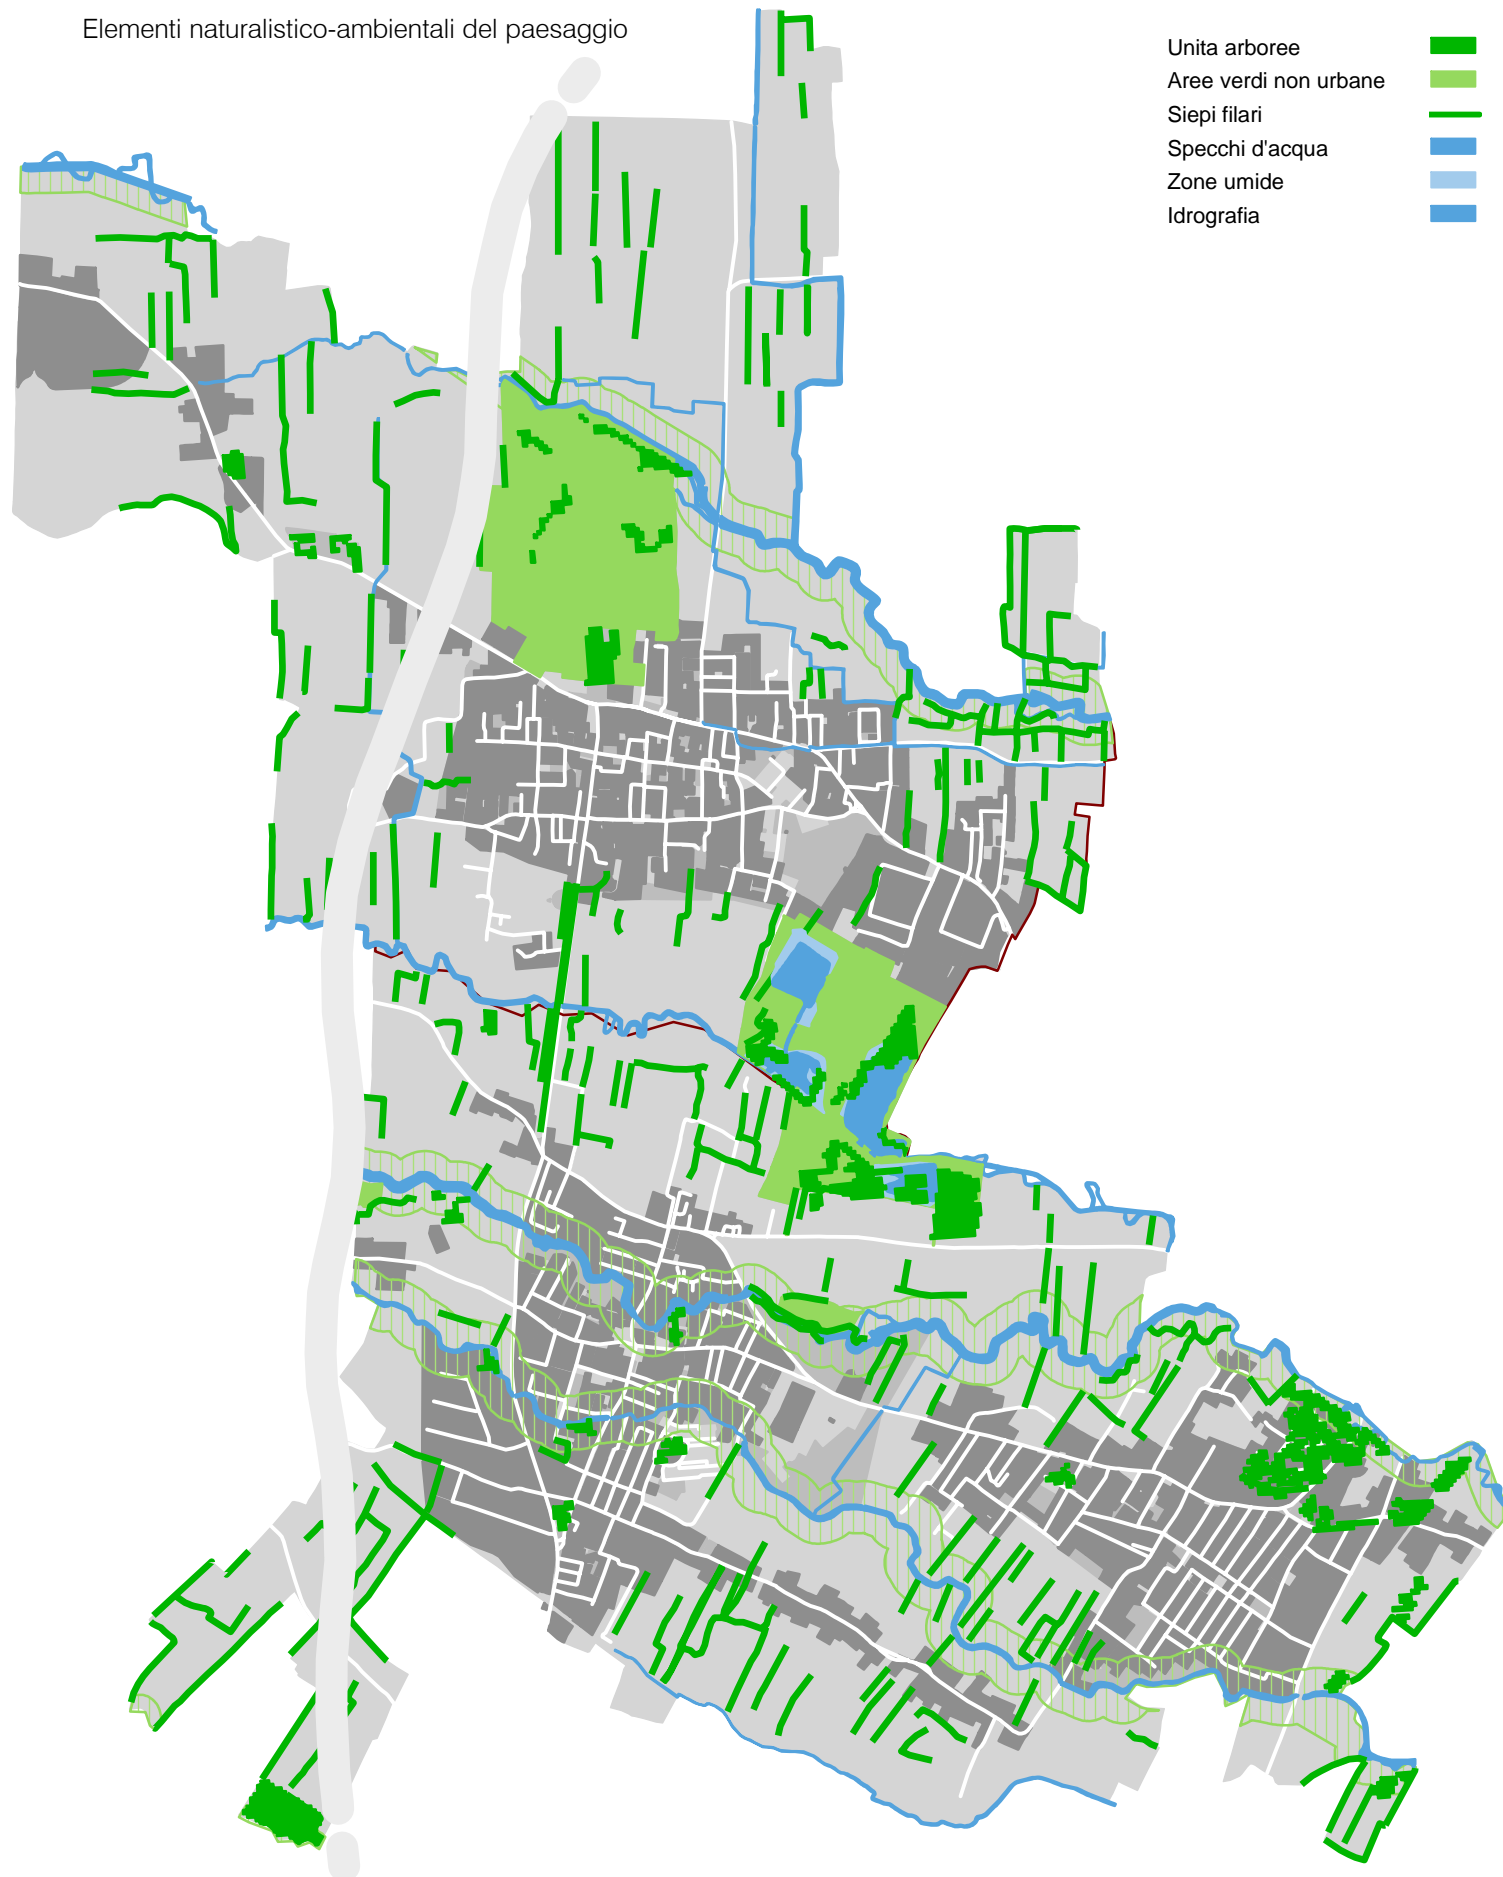 Elementi naturalistico-ambientali del paesaggio
Unita arboree
Aree verdi non urbane
Siepi filari
Specchi d'acqua
Zone umide
Idrografia